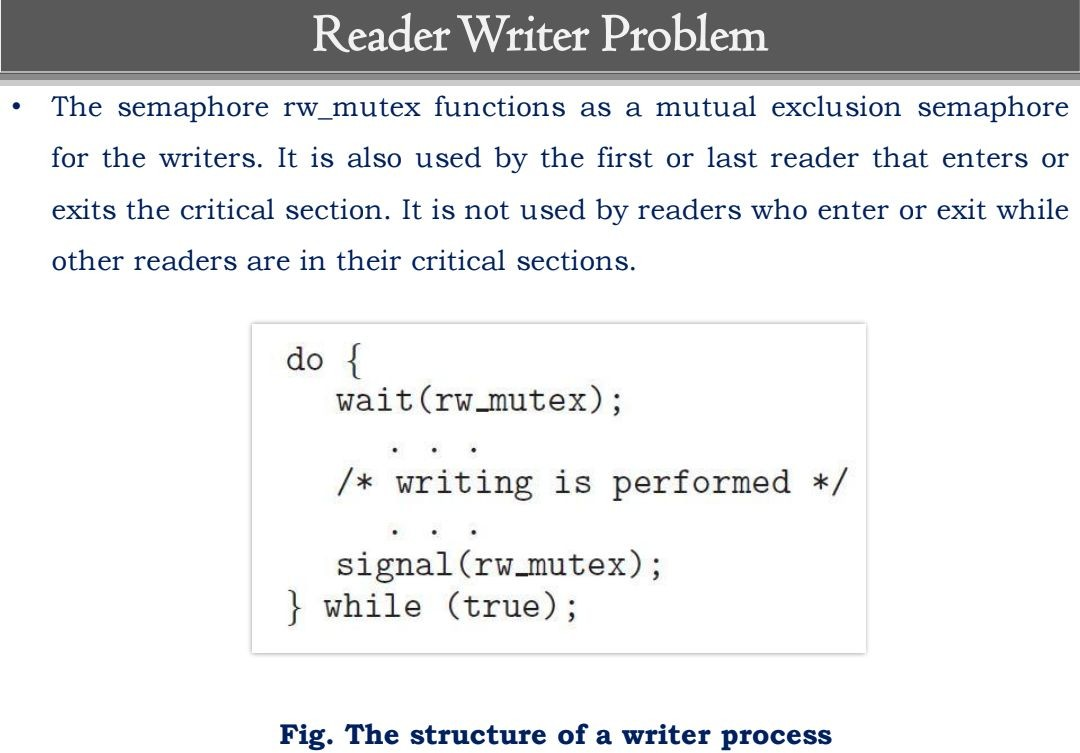 Reader Writer Problem
• The semaphore rw_mutex functions as a mutual exclusion semaphore
for the writers. It is also used by the first or last reader that enters or
exits the critical section. It is not used by readers who enter or exit while
other readers are in their critical sections.
do {
wait(rw_mutex);
. . .
/* writing is performed */
. . .
signal(rw_mutex);
} while (true);
Fig. The structure of a writer process